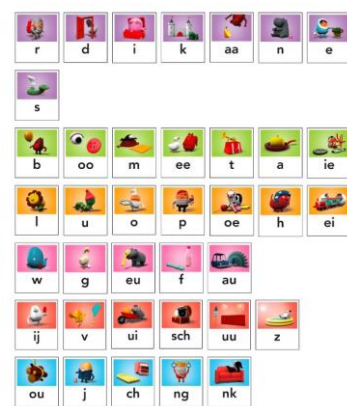 r d i k aa n e
s
b oo m ee t a ie
l u o p oe h ei
w g eu f au
ij v ui sch uu z
ou j ch ng nk